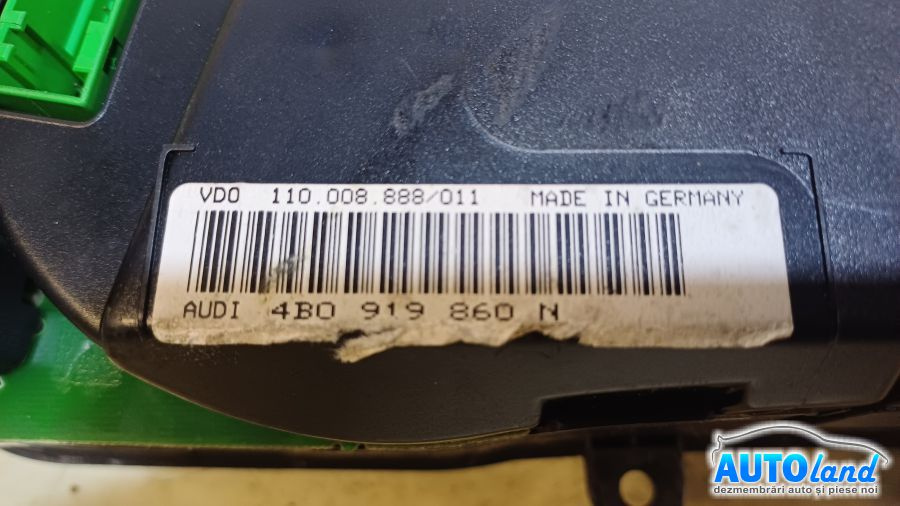 VDO 110.008.888/011 MADE IN GERMANY
AUDI 4B0 919 860 N
AUTOland
dezmembrări auto și piese noi